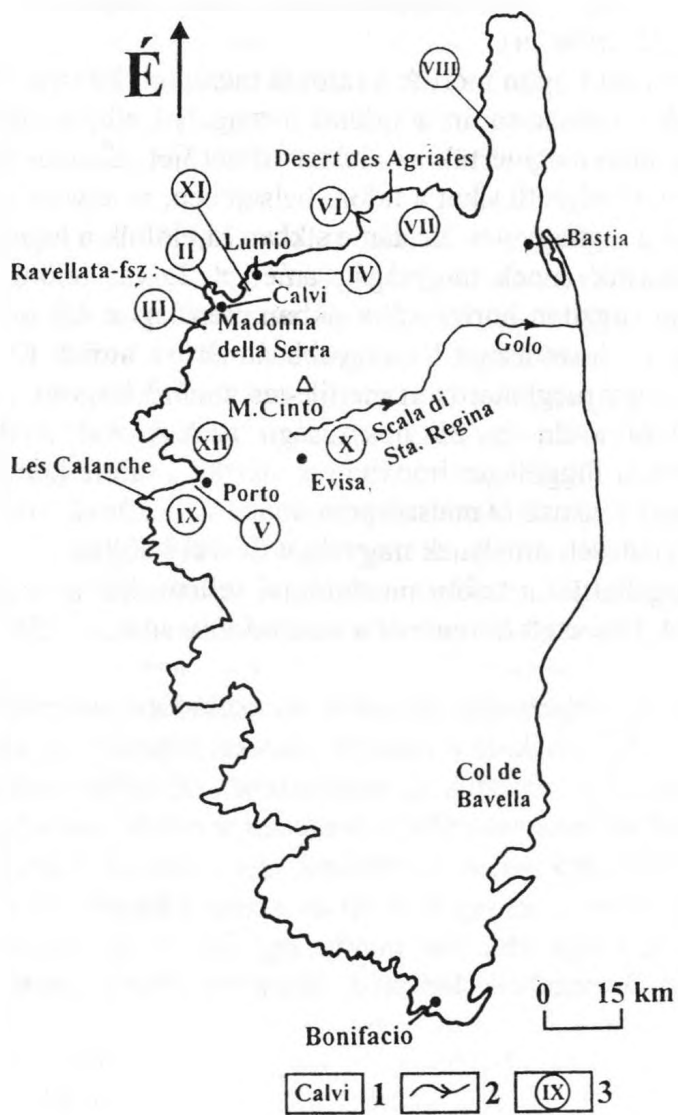 É
VIII
Desert des Agriates
XI
VI
VII
II
Lumio
Bastia
Ravellata-fsz.
IV
Calvi
III
Madonna
della Serra
Golo
M. Cinto
Scala di
Sta. Regina
XII
X
Les Calanche
Evisa
Porto
IX
V
Col de
Bavella
0 15 km
Bonifacio
Calvi 1 2 IX 3